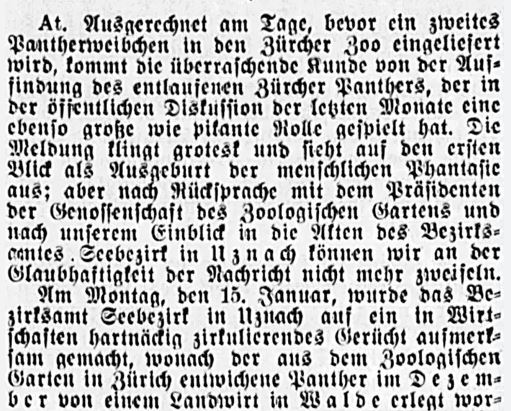 At. Ausgerechnet am Tage, bevor ein zweites
Pantherweibchen in den Zürcher Zoo eingeliefert
wird, kommt die überraschende Kunde von der Auf-
findung des entlaufenen Zürcher Panthers, der in
der öffentlichen Diskussion der letzten Monate eine
ebenso große wie pikante Rolle gespielt hat. Die
Meldung klingt grotesk und sieht auf den ersten
Blick als Ausgeburt der menschlichen Phantasie
aus; aber nach Rücksprache mit dem Präsidenten
der Genossenschaft des Zoologischen Gartens und
nach unserem Einblick in die Akten des Bezirks-
amtes Seebezirk in Uznach können wir an der
Glaubhaftigkeit der Nachricht nicht mehr zweifeln.
Am Montag, den 15. Januar, wurde das Be-
zirksamt Seebezirk in Uznach auf ein in Wirt-
schaften hartnäckig zirkulierendes Gerücht aufmerk-
sam gemacht, wonach der aus dem Zoologischen
Garten in Zürich entwichene Panther im Dezem-
ber von einem Landwirt in Walde erlegt wor-